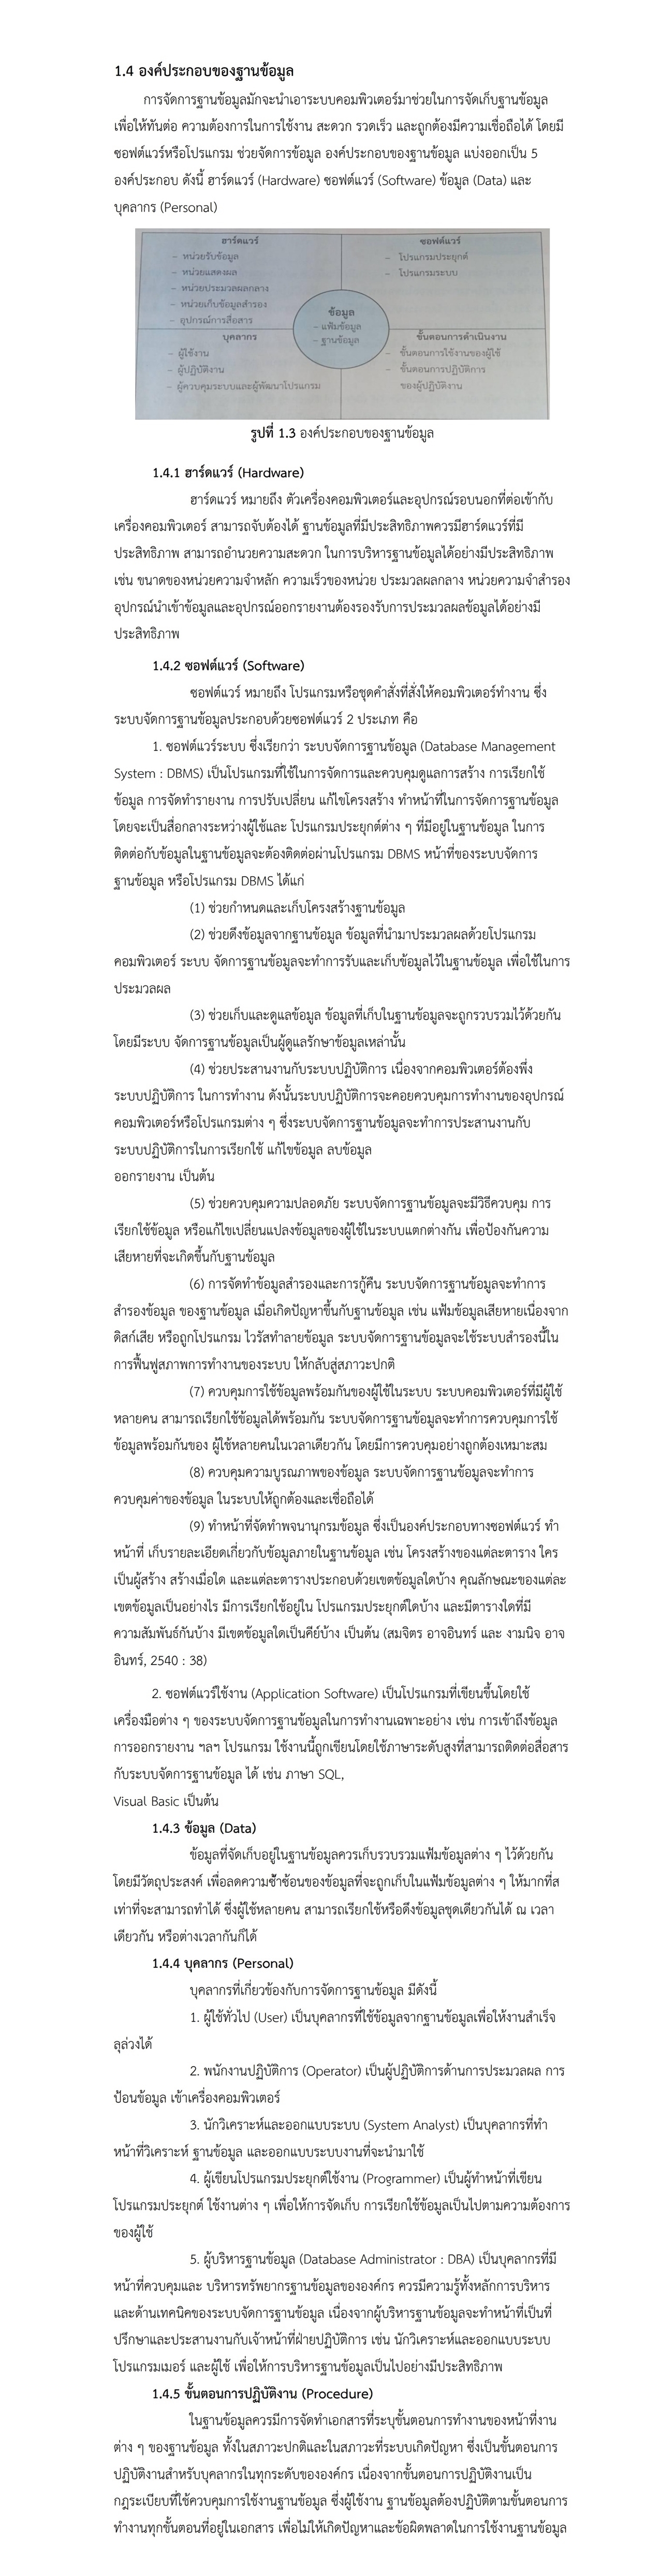 1.4 องค์ประกอบของฐานข้อมูล
การจัดการฐานข้อมูลมักจะนำเอาระบบคอมพิวเตอร์มาช่วยในการจัดเก็บฐานข้อมูล
เพื่อให้ทันต่อ ความต้องการในการใช้งาน สะดวก รวดเร็ว และถูกต้องมีความเชื่อถือได้ โดยมี
ซอฟต์แวร์หรือโปรแกรม ช่วยจัดการข้อมูล องค์ประกอบของฐานข้อมูล แบ่งออกเป็น 5
องค์ประกอบ ดังนี้ ฮาร์ดแวร์ (Hardware) ซอฟต์แวร์ (Software) ข้อมูล (Data) และ
บุคลากร (Personal)
ฮาร์ดแวร์
– หน่วยรับข้อมูล
– หน่วยแสดงผล
– หน่วยประมวลผลกลาง
– หน่วยเก็บข้อมูลสำรอง
– อุปกรณ์การสื่อสาร
ซอฟต์แวร์
– โปรแกรมประยุกต์
– โปรแกรมระบบ
ข้อมูล
– แฟ้มข้อมูล
– ฐานข้อมูล
บุคลากร
– ผู้ใช้งาน
– ผู้ปฏิบัติงาน
– ผู้ควบคุมระบบและผู้พัฒนาโปรแกรม
ขั้นตอนการดำเนินงาน
– ขั้นตอนการใช้งานของผู้ใช้
– ขั้นตอนการปฏิบัติการ
ของผู้ปฏิบัติงาน
รูปที่ 1.3 องค์ประกอบของฐานข้อมูล
1.4.1 ฮาร์ดแวร์ (Hardware)
ฮาร์ดแวร์ หมายถึง ตัวเครื่องคอมพิวเตอร์และอุปกรณ์รอบนอกที่ต่อเข้ากับ
เครื่องคอมพิวเตอร์ สามารถจับต้องได้ ฐานข้อมูลที่มีประสิทธิภาพควรมีฮาร์ดแวร์ที่มี
ประสิทธิภาพ สามารถอำนวยความสะดวก ในการบริหารฐานข้อมูลได้อย่างมีประสิทธิภาพ
เช่น ขนาดของหน่วยความจำหลัก ความเร็วของหน่วย ประมวลผลกลาง หน่วยความจำสำรอง
อุปกรณ์นำเข้าข้อมูลและอุปกรณ์ออกรายงานต้องรองรับการประมวลผลข้อมูลได้อย่างมี
ประสิทธิภาพ
1.4.2 ซอฟต์แวร์ (Software)
ซอฟต์แวร์ หมายถึง โปรแกรมหรือชุดคำสั่งที่สั่งให้คอมพิวเตอร์ทำงาน ซึ่ง
ระบบจัดการฐานข้อมูลประกอบด้วยซอฟต์แวร์ 2 ประเภท คือ
1. ซอฟต์แวร์ระบบ ซึ่งเรียกว่า ระบบจัดการฐานข้อมูล (Database Management
System : DBMS) เป็นโปรแกรมที่ใช้ในการจัดการและควบคุมดูแลการสร้าง การเรียกใช้
ข้อมูล การจัดทำรายงาน การปรับเปลี่ยน แก้ไขโครงสร้าง ทำหน้าที่ในการจัดการฐานข้อมูล
โดยจะเป็นสื่อกลางระหว่างผู้ใช้และ โปรแกรมประยุกต์ต่าง ๆ ที่มีอยู่ในฐานข้อมูล ในการ
ติดต่อกับข้อมูลในฐานข้อมูลจะต้องติดต่อผ่านโปรแกรม DBMS หน้าที่ของระบบจัดการ
ฐานข้อมูล หรือโปรแกรม DBMS ได้แก่
(1) ช่วยกำหนดและเก็บโครงสร้างฐานข้อมูล
(2) ช่วยดึงข้อมูลจากฐานข้อมูล ข้อมูลที่นำมาประมวลผลด้วยโปรแกรม
คอมพิวเตอร์ ระบบ จัดการฐานข้อมูลจะทำการรับและเก็บข้อมูลไว้ในฐานข้อมูล เพื่อใช้ในการ
ประมวลผล
(3) ช่วยเก็บและดูแลข้อมูล ข้อมูลที่เก็บในฐานข้อมูลจะถูกรวบรวมไว้ด้วยกัน
โดยมีระบบ จัดการฐานข้อมูลเป็นผู้ดูแลรักษาข้อมูลเหล่านั้น
(4) ช่วยประสานงานกับระบบปฏิบัติการ เนื่องจากคอมพิวเตอร์ต้องพึ่ง
ระบบปฏิบัติการ ในการทำงาน ดังนั้นระบบปฏิบัติการจะคอยควบคุมการทำงานของอุปกรณ์
คอมพิวเตอร์หรือโปรแกรมต่าง ๆ ซึ่งระบบจัดการฐานข้อมูลจะทำการประสานงานกับ
ระบบปฏิบัติการในการเรียกใช้ แก้ไขข้อมูล ลบข้อมูล
ออกรายงาน เป็นต้น
(5) ช่วยควบคุมความปลอดภัย ระบบจัดการฐานข้อมูลจะมีวิธีควบคุม การ
เรียกใช้ข้อมูล หรือแก้ไขเปลี่ยนแปลงข้อมูลของผู้ใช้ในระบบแตกต่างกัน เพื่อป้องกันความ
เสียหายที่จะเกิดขึ้นกับฐานข้อมูล
(6) การจัดทำข้อมูลสำรองและการกู้คืน ระบบจัดการฐานข้อมูลจะทำการ
สำรองข้อมูล ของฐานข้อมูล เมื่อเกิดปัญหาขึ้นกับฐานข้อมูล เช่น แฟ้มข้อมูลเสียหายเนื่องจาก
ดิสก์เสีย หรือถูกโปรแกรม ไวรัสทำลายข้อมูล ระบบจัดการฐานข้อมูลจะใช้ระบบสำรองนี้ใน
การฟื้นฟูสภาพการทำงานของระบบ ให้กลับสู่สภาวะปกติ
(7) ควบคุมการใช้ข้อมูลพร้อมกันของผู้ใช้ในระบบ ระบบคอมพิวเตอร์ที่มีผู้ใช้
หลายคน สามารถเรียกใช้ข้อมูลได้พร้อมกัน ระบบจัดการฐานข้อมูลจะทำการควบคุมการใช้
ข้อมูลพร้อมกันของ ผู้ใช้หลายคนในเวลาเดียวกัน โดยมีการควบคุมอย่างถูกต้องเหมาะสม
(8) ควบคุมความบูรณภาพของข้อมูล ระบบจัดการฐานข้อมูลจะทำการ
ควบคุมค่าของข้อมูล ในระบบให้ถูกต้องและเชื่อถือได้
(9) ทำหน้าที่จัดทำพจนานุกรมข้อมูล ซึ่งเป็นองค์ประกอบทางซอฟต์แวร์ ทำ
หน้าที่ เก็บรายละเอียดเกี่ยวกับข้อมูลภายในฐานข้อมูล เช่น โครงสร้างของแต่ละตาราง ใคร
เป็นผู้สร้าง สร้างเมื่อใด และแต่ละตารางประกอบด้วยเขตข้อมูลใดบ้าง คุณลักษณะของแต่ละ
เขตข้อมูลเป็นอย่างไร มีการเรียกใช้อยู่ใน โปรแกรมประยุกต์ใดบ้าง และมีตารางใดที่มี
ความสัมพันธ์กันบ้าง มีเขตข้อมูลใดเป็นคีย์บ้าง เป็นต้น (สมจิตร อาจอินทร์ และ งามนิจ อาจ
อินทร์, 2540 : 38)
2. ซอฟต์แวร์ใช้งาน (Application Software) เป็นโปรแกรมที่เขียนขึ้นโดยใช้
เครื่องมือต่าง ๆ ของระบบจัดการฐานข้อมูลในการทำงานเฉพาะอย่าง เช่น การเข้าถึงข้อมูล
การออกรายงาน ฯลฯ โปรแกรม ใช้งานนี้ถูกเขียนโดยใช้ภาษาระดับสูงที่สามารถติดต่อสื่อสาร
กับระบบจัดการฐานข้อมูล ได้ เช่น ภาษา SQL,
Visual Basic เป็นต้น
1.4.3 ข้อมูล (Data)
ข้อมูลที่จัดเก็บอยู่ในฐานข้อมูลควรเก็บรวบรวมแฟ้มข้อมูลต่าง ๆ ไว้ด้วยกัน
โดยมีวัตถุประสงค์ เพื่อลดความซ้ำซ้อนของข้อมูลที่จะถูกเก็บในแฟ้มข้อมูลต่าง ๆ ให้มากที่ส
เท่าที่จะสามารถทำได้ ซึ่งผู้ใช้หลายคน สามารถเรียกใช้หรือดึงข้อมูลชุดเดียวกันได้ ณ เวลา
เดียวกัน หรือต่างเวลากันก็ได้
1.4.4 บุคลากร (Personal)
บุคลากรที่เกี่ยวข้องกับการจัดการฐานข้อมูล มีดังนี้
1. ผู้ใช้ทั่วไป (User) เป็นบุคลากรที่ใช้ข้อมูลจากฐานข้อมูลเพื่อให้งานสำเร็จ
ลุล่วงได้
2. พนักงานปฏิบัติการ (Operator) เป็นผู้ปฏิบัติการด้านการประมวลผล การ
ป้อนข้อมูล เข้าเครื่องคอมพิวเตอร์
3. นักวิเคราะห์และออกแบบระบบ (System Analyst) เป็นบุคลากรที่ทำ
หน้าที่วิเคราะห์ ฐานข้อมูล และออกแบบระบบงานที่จะนำมาใช้
4. ผู้เขียนโปรแกรมประยุกต์ใช้งาน (Programmer) เป็นผู้ทำหน้าที่เขียน
โปรแกรมประยุกต์ ใช้งานต่าง ๆ เพื่อให้การจัดเก็บ การเรียกใช้ข้อมูลเป็นไปตามความต้องการ
ของผู้ใช้
5. ผู้บริหารฐานข้อมูล (Database Administrator : DBA) เป็นบุคลากรที่มี
หน้าที่ควบคุมและ บริหารทรัพยากรฐานข้อมูลขององค์กร ควรมีความรู้ทั้งหลักการบริหาร
และด้านเทคนิคของระบบจัดการฐานข้อมูล เนื่องจากผู้บริหารฐานข้อมูลจะทำหน้าที่เป็นที่
ปรึกษาและประสานงานกับเจ้าหน้าที่ฝ่ายปฏิบัติการ เช่น นักวิเคราะห์และออกแบบระบบ
โปรแกรมเมอร์ และผู้ใช้ เพื่อให้การบริหารฐานข้อมูลเป็นไปอย่างมีประสิทธิภาพ
1.4.5 ขั้นตอนการปฏิบัติงาน (Procedure)
ในฐานข้อมูลควรมีการจัดทำเอกสารที่ระบุขั้นตอนการทำงานของหน้าที่งาน
ต่าง ๆ ของฐานข้อมูล ทั้งในสภาวะปกติและในสภาวะที่ระบบเกิดปัญหา ซึ่งเป็นขั้นตอนการ
ปฏิบัติงานสำหรับบุคลากรในทุกระดับขององค์กร เนื่องจากขั้นตอนการปฏิบัติงานเป็น
กฎระเบียบที่ใช้ควบคุมการใช้งานฐานข้อมูล ซึ่งผู้ใช้งาน ฐานข้อมูลต้องปฏิบัติตามขั้นตอนการ
ทำงานทุกขั้นตอนที่อยู่ในเอกสาร เพื่อไม่ให้เกิดปัญหาและข้อผิดพลาดในการใช้งานฐานข้อมูล